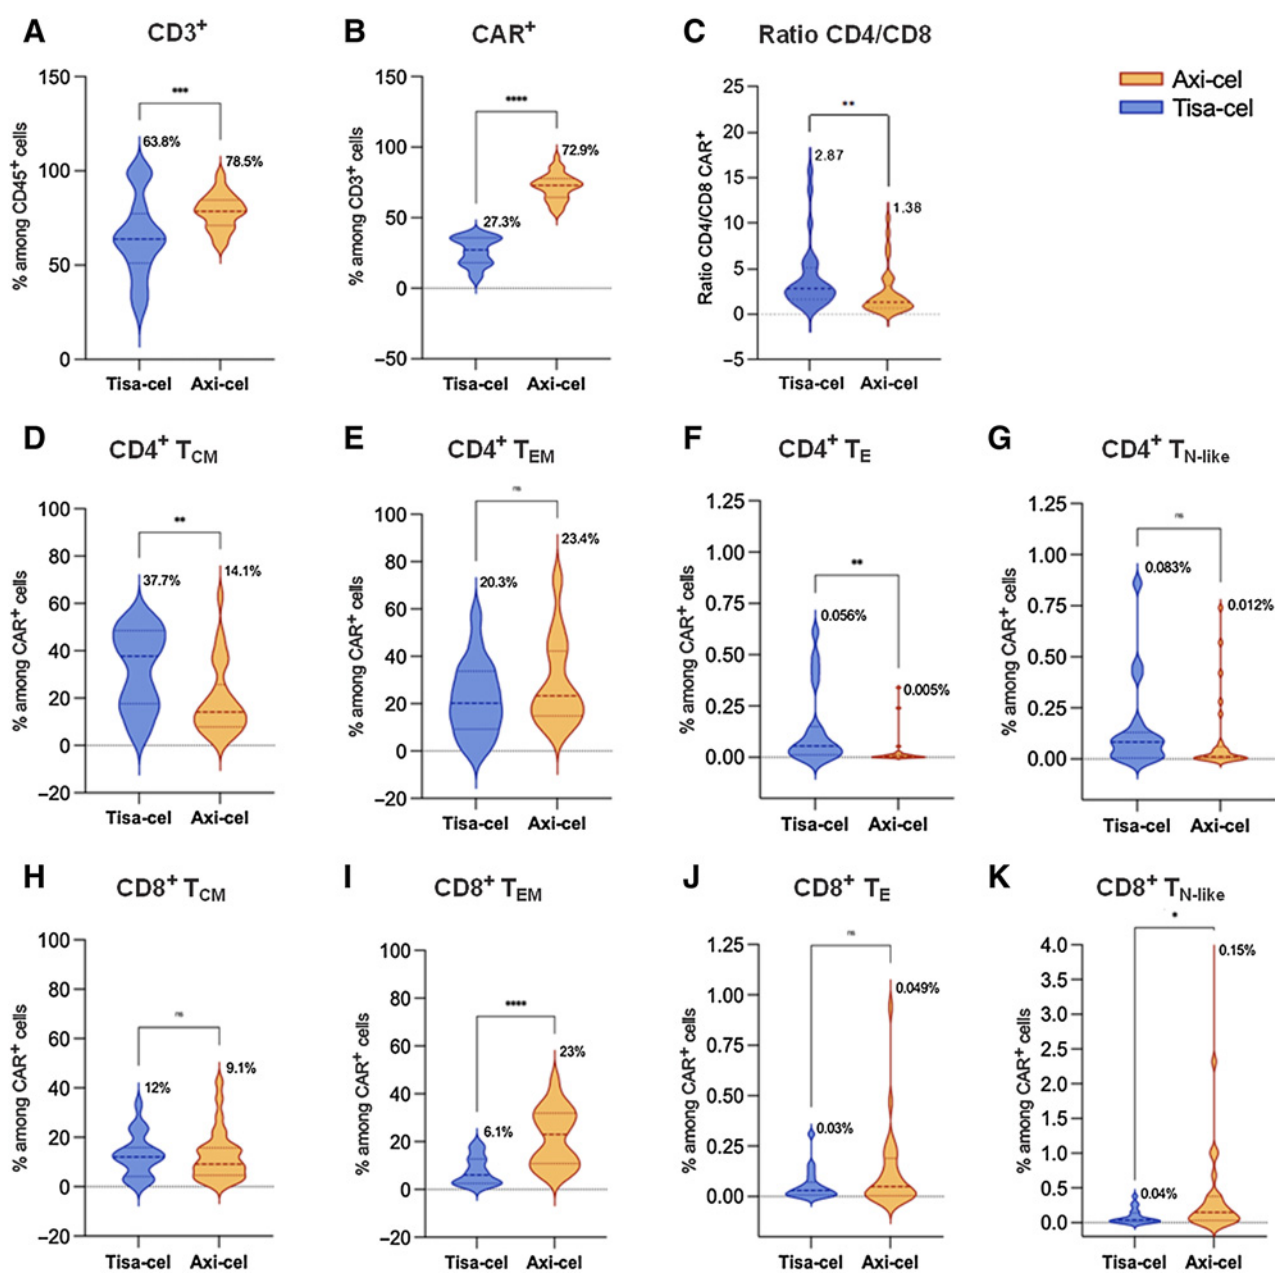 A CD3⁺
150
100
50
0
% among CD45⁺ cells
***
63.8%
78.5%
Tisa-cel Axi-cel
B CAR⁺
150
100
50
0
−50
% among CD3⁺ cells
****
27.3%
72.9%
Tisa-cel Axi-cel
C Ratio CD4/CD8
25
20
15
10
5
0
−5
Ratio CD4/CD8 CAR⁺
**
2.87
1.38
Tisa-cel Axi-cel
Axi-cel
Tisa-cel
D CD4⁺ TCM
100
80
60
40
20
0
−20
% among CAR⁺ cells
**
37.7%
14.1%
Tisa-cel Axi-cel
E CD4⁺ TEM
100
80
60
40
20
0
−20
% among CAR⁺ cells
ns
20.3%
23.4%
Tisa-cel Axi-cel
F CD4⁺ TE
1.25
1.00
0.75
0.50
0.25
0.00
% among CAR⁺ cells
**
0.056%
0.005%
Tisa-cel Axi-cel
G CD4⁺ TN-like
1.25
1.00
0.75
0.50
0.25
0.00
% among CAR⁺ cells
ns
0.083%
0.012%
Tisa-cel Axi-cel
H CD8⁺ TCM
100
80
60
40
20
0
−20
% among CAR⁺ cells
ns
12%
9.1%
Tisa-cel Axi-cel
I CD8⁺ TEM
100
80
60
40
20
0
−20
% among CAR⁺ cells
****
6.1%
23%
Tisa-cel Axi-cel
J CD8⁺ TE
1.25
1.00
0.75
0.50
0.25
0.00
% among CAR⁺ cells
ns
0.03%
0.049%
Tisa-cel Axi-cel
K CD8⁺ TN-like
4.0
3.5
3.0
2.5
2.0
1.5
1.0
0.5
0.0
% among CAR⁺ cells
*
0.04%
0.15%
Tisa-cel Axi-cel